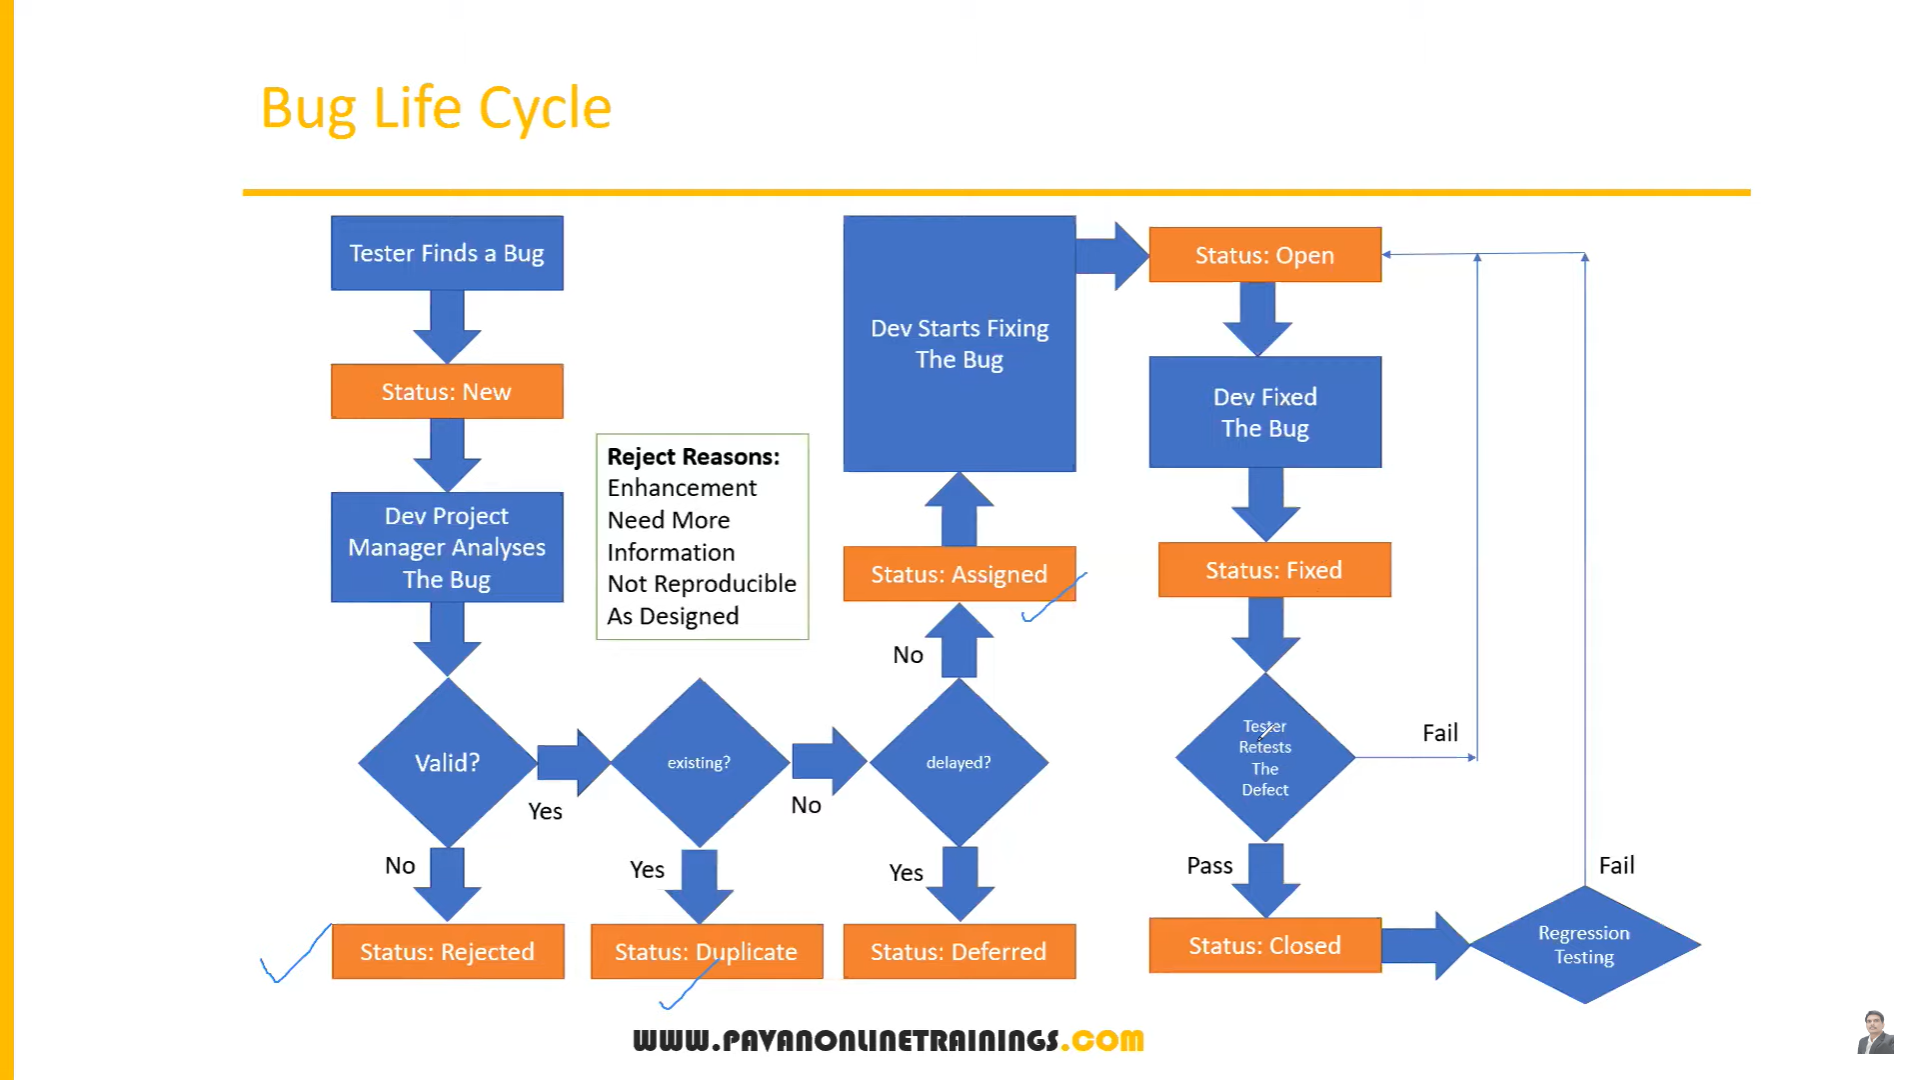 Bug Life Cycle
Tester Finds a Bug
Status: New
Dev Project
Manager Analyses
The Bug
Valid?
Yes
No
Status: Rejected
Reject Reasons:
Enhancement
Need More
Information
Not Reproducible
As Designed
existing?
No
Yes
Status: Duplicate
delayed?
No
Yes
Status: Deferred
Status: Assigned
Dev Starts Fixing
The Bug
Status: Open
Dev Fixed
The Bug
Status: Fixed
Tester
Retests
The
Defect
Fail
Pass
Status: Closed
Regression
Testing
Fail
WWW.PAVANONLINETRAININGS.COM